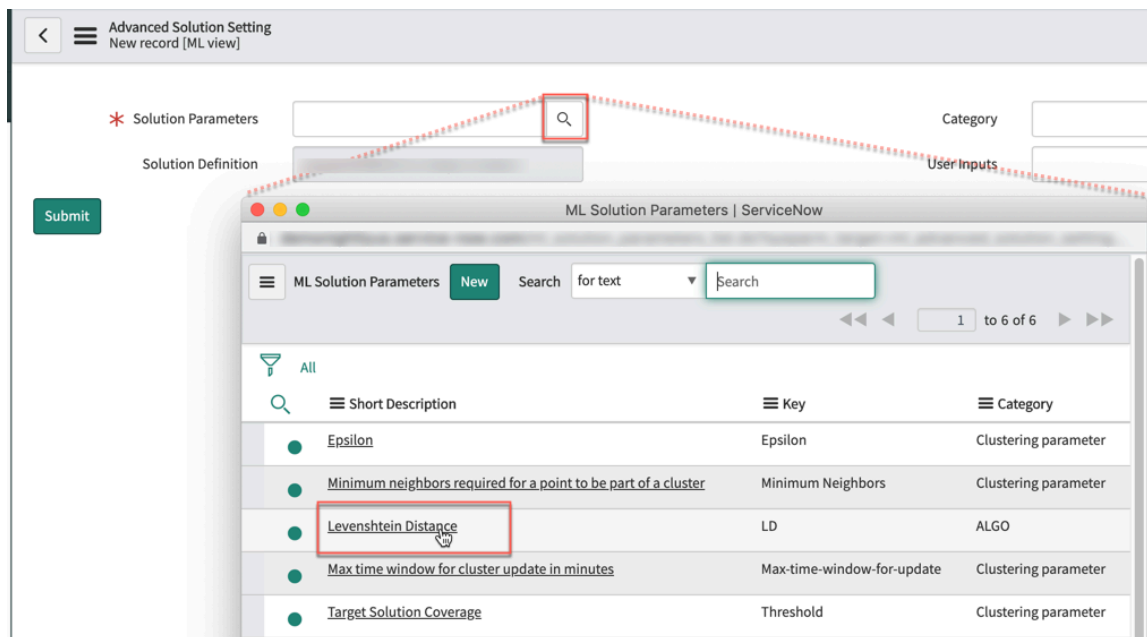 Advanced Solution Setting
New record [ML view]
Solution Parameters
Category
Solution Definition
User Inputs
Submit
ML Solution Parameters | ServiceNow
ML Solution Parameters New Search for text Search
1 to 6 of 6
All
Short Description Key Category
Epsilon Epsilon Clustering parameter
Minimum neighbors required for a point to be part of a cluster Minimum Neighbors Clustering parameter
Levenshtein Distance LD ALGO
Max time window for cluster update in minutes Max-time-window-for-update Clustering parameter
Target Solution Coverage Threshold Clustering parameter